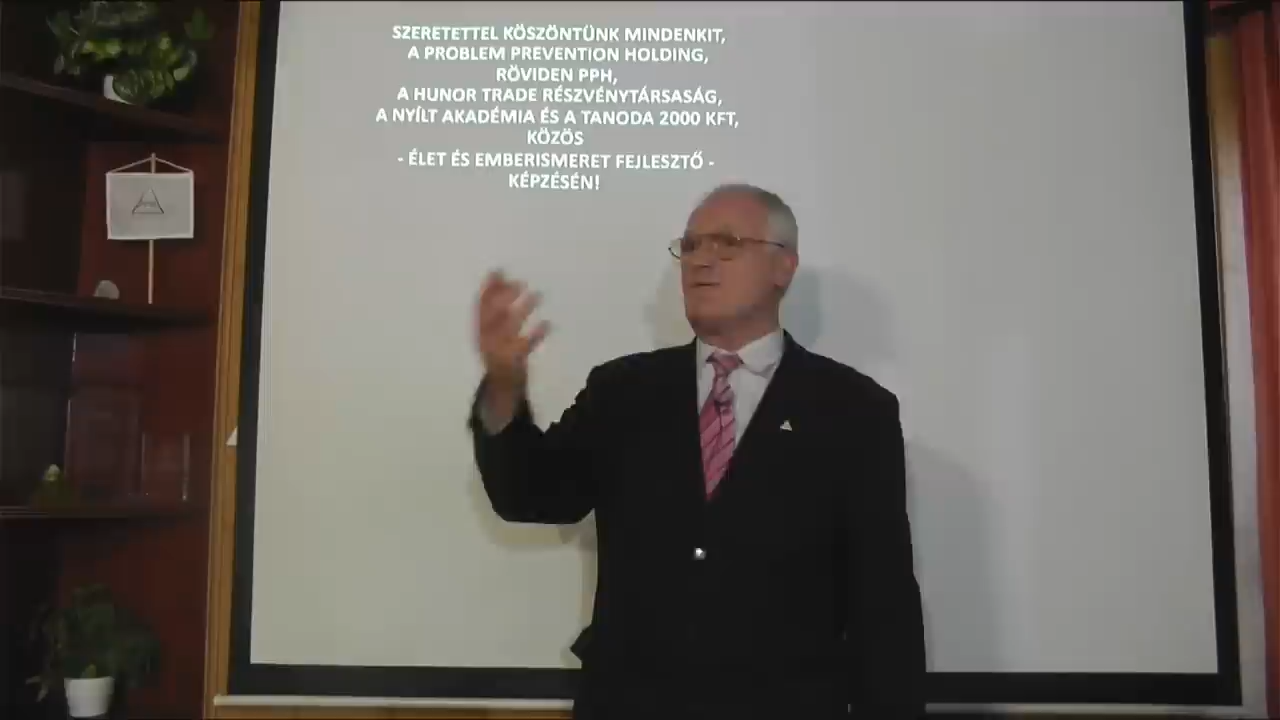 SZERETETTEL KÖSZÖNTÜNK MINDENKIT,
A PROBLEM PREVENTION HOLDING,
RÖVIDEN PPH,
A HUNOR TRADE RÉSZVÉNYTÁRSASÁG,
A NYÍLT AKADÉMIA ÉS A TANODA 2000 KFT,
KÖZÖS
- ÉLET ÉS EMBERISMERET FEJLESZTŐ -
KÉPZÉSÉN!